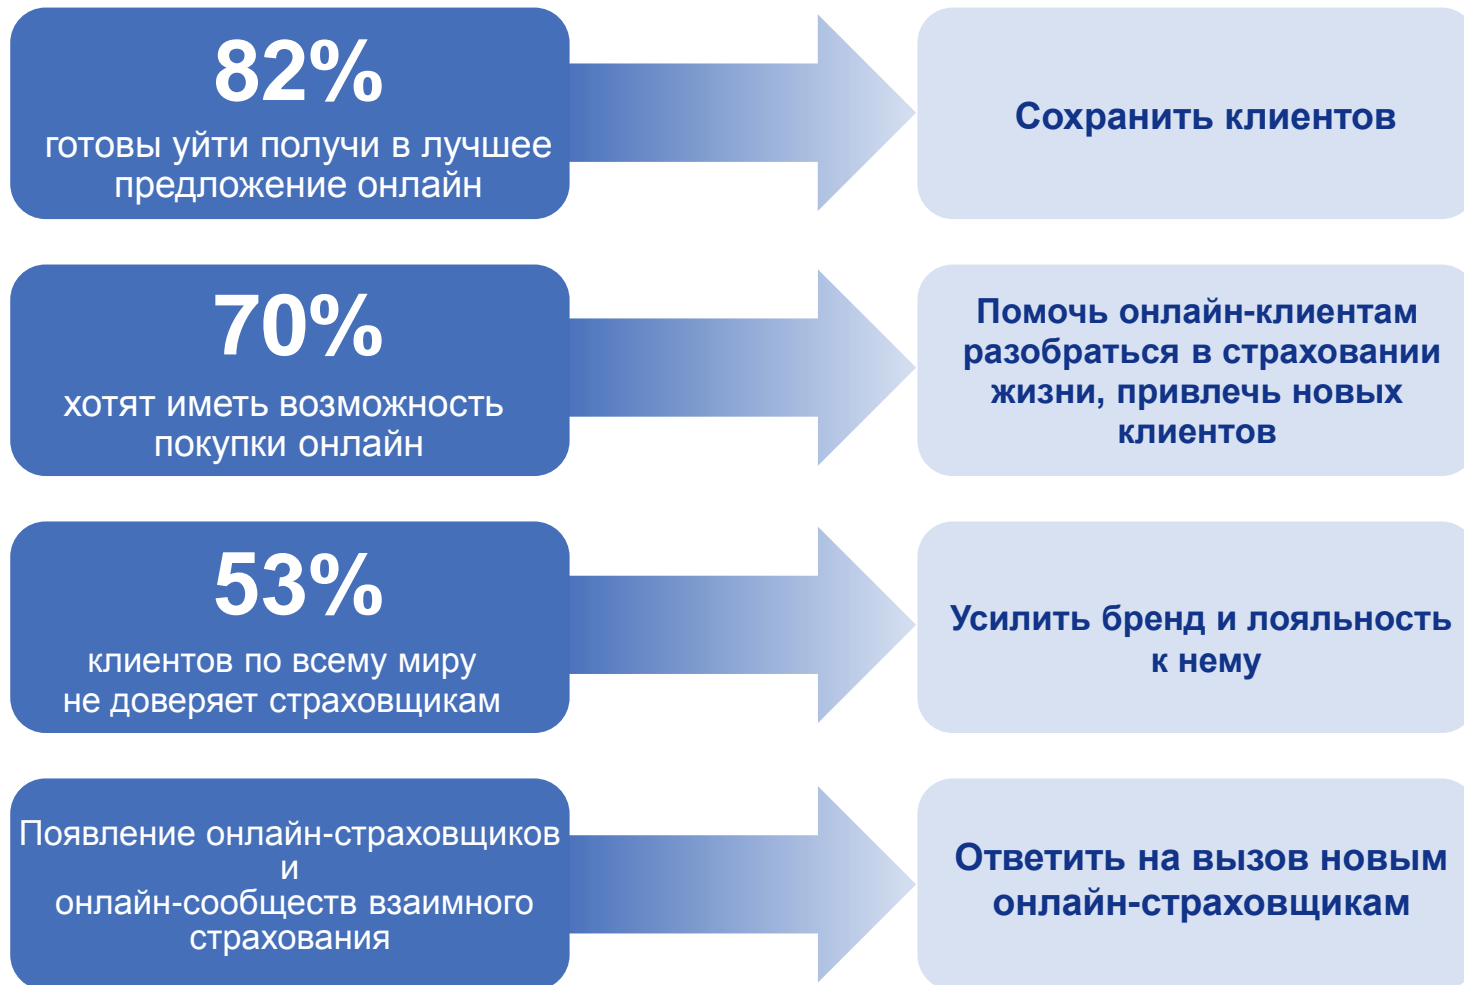 82%
готовы уйти получи в лучшее
предложение онлайн
Сохранить клиентов
70%
хотят иметь возможность
покупки онлайн
Помочь онлайн-клиентам
разобраться в страховании
жизни, привлечь новых
клиентов
53%
клиентов по всему миру
не доверяет страховщикам
Усилить бренд и лояльность
к нему
Появление онлайн-страховщиков
и
онлайн-сообществ взаимного
страхования
Ответить на вызов новым
онлайн-страховщикам